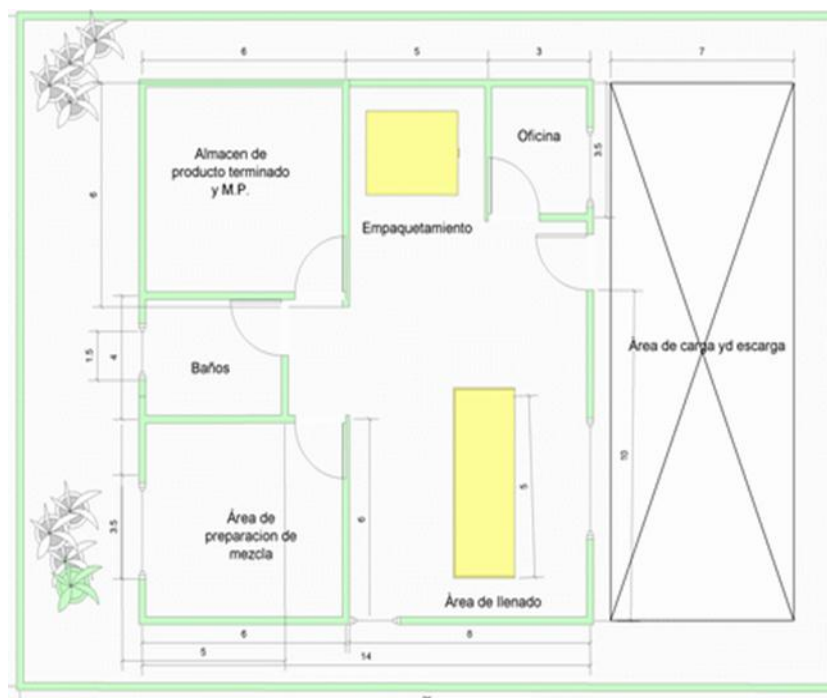 6
5
3
7
Almacen de
producto terminado
y M.P.
6
Empaquetamiento
Oficina
3.5
1.5
4
Baños
Área de carga yd escarga
10
3.5
Área de
preparacion de
mezcla
6
5
Área de llenado
6
8
5
14